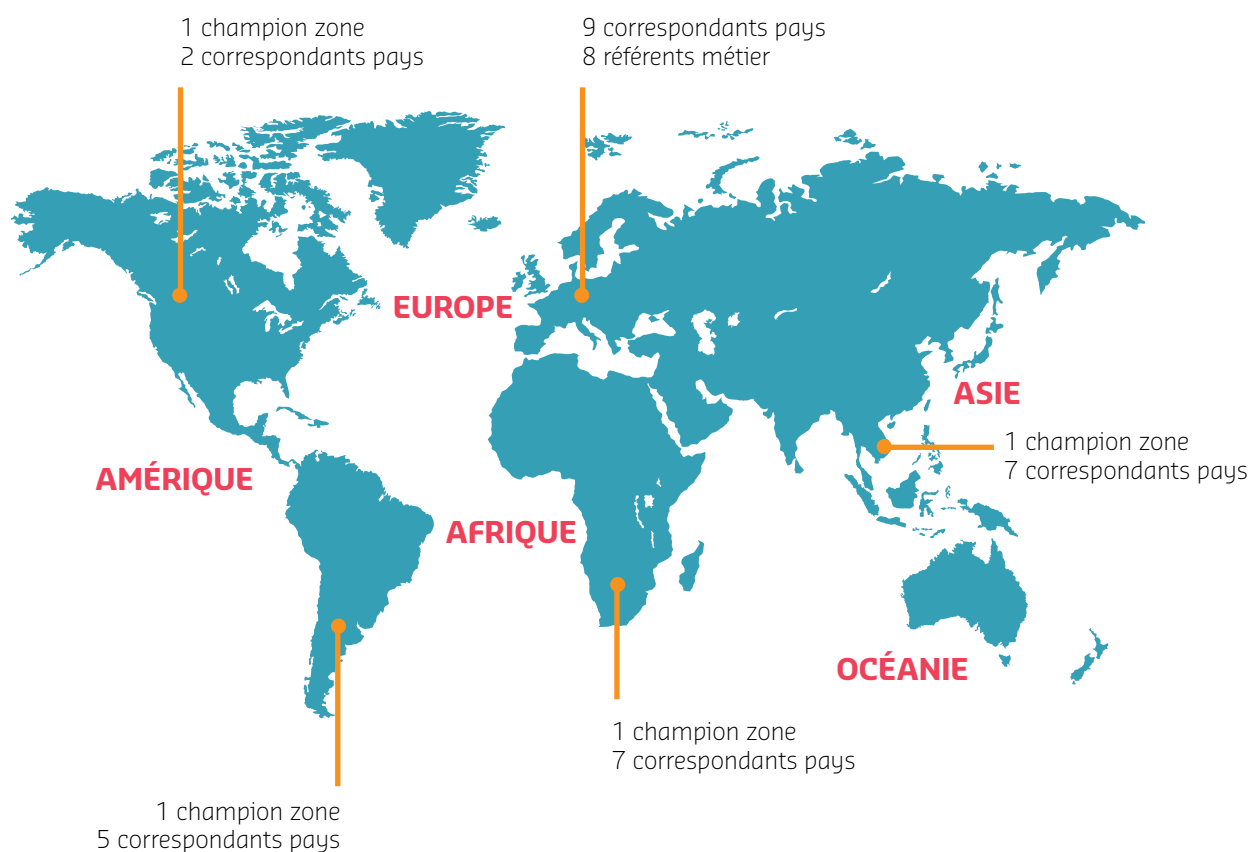 1 champion zone
2 correspondants pays
9 correspondants pays
8 référents métier
EUROPE
ASIE
1 champion zone
7 correspondants pays
AMÉRIQUE
AFRIQUE
OCÉANIE
1 champion zone
7 correspondants pays
1 champion zone
5 correspondants pays